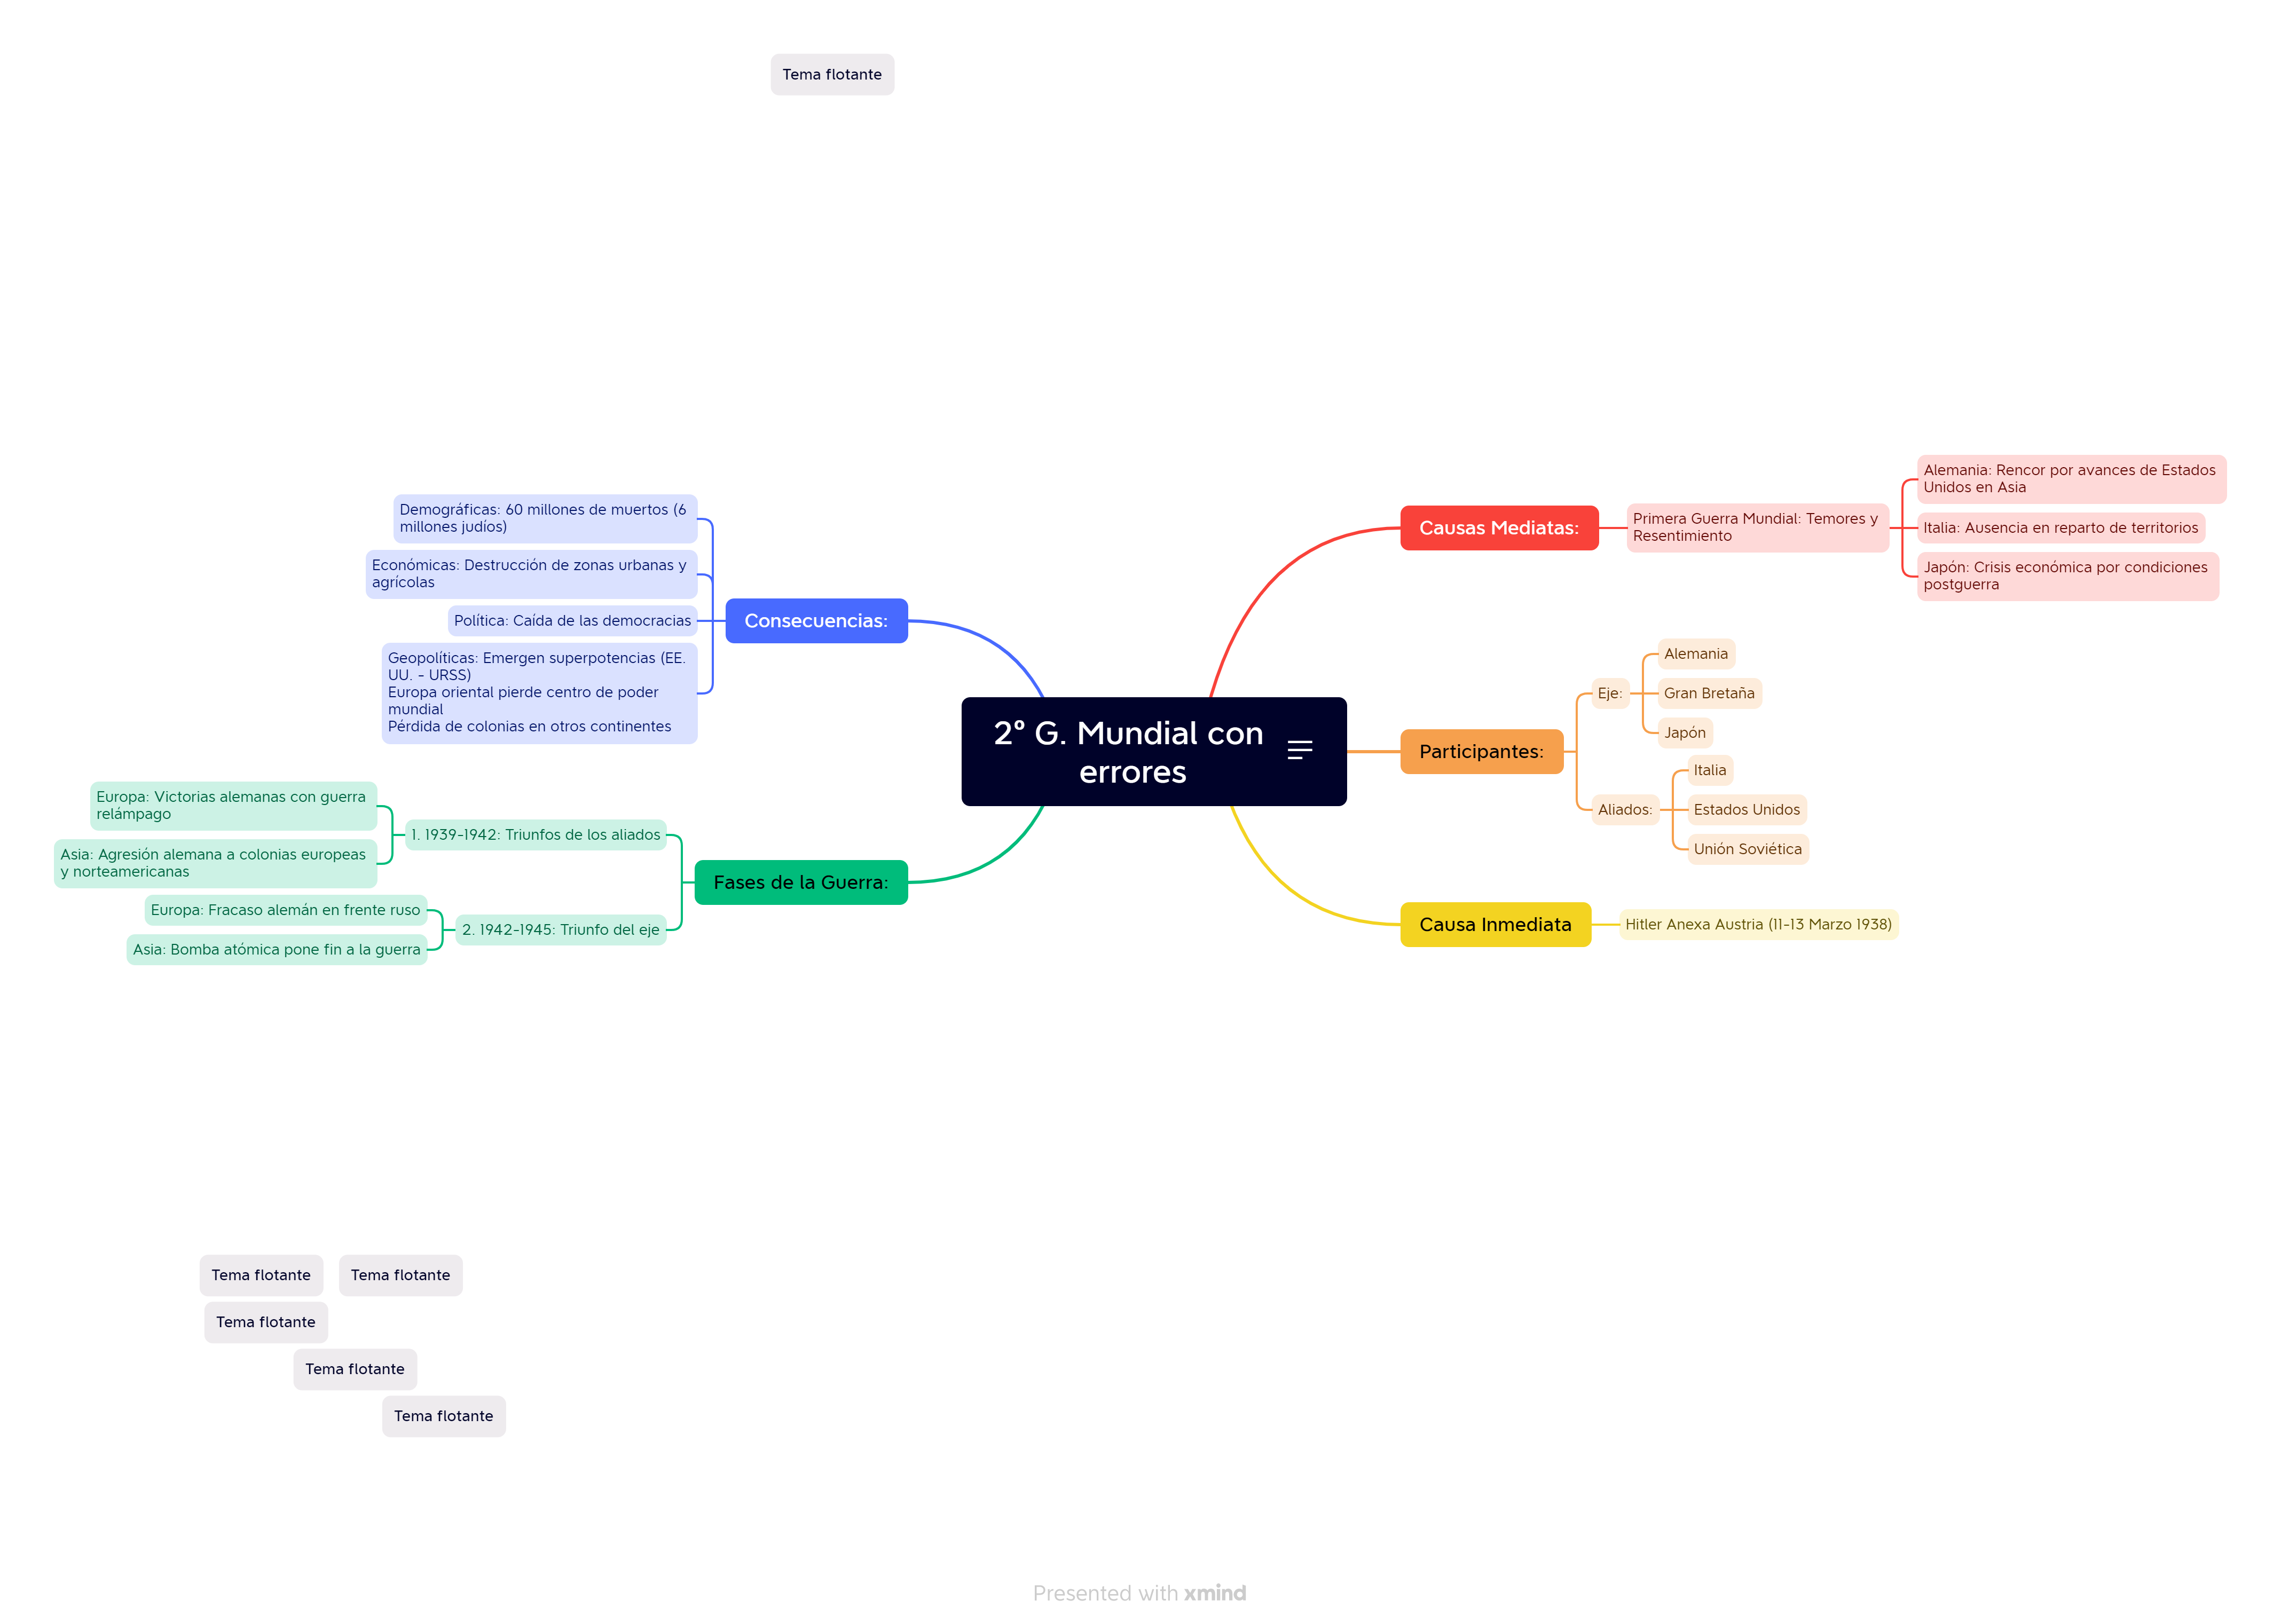 Tema flotante
2° G. Mundial con
errores
Causas Mediatas:
Primera Guerra Mundial: Temores y
Resentimiento
Alemania: Rencor por avances de Estados
Unidos en Asia
Italia: Ausencia en reparto de territorios
Japón: Crisis económica por condiciones
postguerra
Participantes:
Eje:
Alemania
Gran Bretaña
Japón
Aliados:
Italia
Estados Unidos
Unión Soviética
Causa Inmediata
Hitler Anexa Austria (11-13 Marzo 1938)
Consecuencias:
Demográficas: 60 millones de muertos (6
millones judíos)
Económicas: Destrucción de zonas urbanas y
agrícolas
Política: Caída de las democracias
Geopolíticas: Emergen superpotencias (EE.
UU. - URSS)
Europa oriental pierde centro de poder
mundial
Pérdida de colonias en otros continentes
Fases de la Guerra:
1. 1939-1942: Triunfos de los aliados
Europa: Victorias alemanas con guerra
relámpago
Asia: Agresión alemana a colonias europeas
y norteamericanas
2. 1942-1945: Triunfo del eje
Europa: Fracaso alemán en frente ruso
Asia: Bomba atómica pone fin a la guerra
Tema flotante
Tema flotante
Tema flotante
Tema flotante
Tema flotante
Presented with xmind